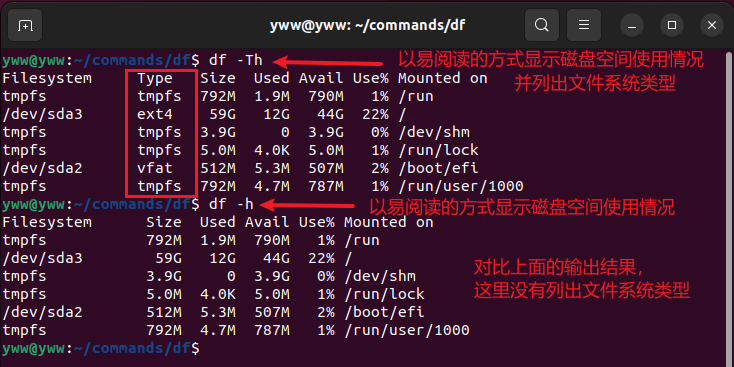 yww@yww: ~/commands/df
yww@yww:~/commands/df$ df -Th
以易阅读的方式显示磁盘空间使用情况
并列出文件系统类型
Filesystem     Type   Size  Used Avail Use% Mounted on
tmpfs          tmpfs  792M  1.9M  790M   1% /run
/dev/sda3      ext4    59G   12G   44G  22% /
tmpfs          tmpfs  3.9G     0  3.9G   0% /dev/shm
tmpfs          tmpfs  5.0M  4.0K  5.0M   1% /run/lock
/dev/sda2      vfat   512M  5.3M  507M   2% /boot/efi
tmpfs          tmpfs  792M  4.7M  787M   1% /run/user/1000
yww@yww:~/commands/df$ df -h
以易阅读的方式显示磁盘空间使用情况
Filesystem      Size  Used Avail Use% Mounted on
tmpfs           792M  1.9M  790M   1% /run
/dev/sda3        59G   12G   44G  22% /
tmpfs           3.9G     0  3.9G   0% /dev/shm
tmpfs           5.0M  4.0K  5.0M   1% /run/lock
/dev/sda2       512M  5.3M  507M   2% /boot/efi
tmpfs           792M  4.7M  787M   1% /run/user/1000
对比上面的输出结果，
这里没有列出文件系统类型
yww@yww:~/commands/df$